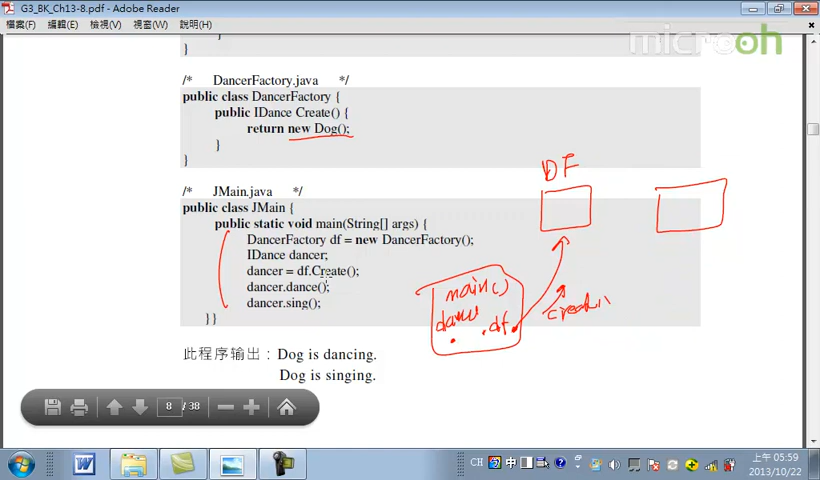 G3_BK_Ch13-8.pdf - Adobe Reader
檔案(F) 編輯(E) 檢視(V) 視窗(W) 說明(H)
microoh
}
}
/* DancerFactory.java */
public class DancerFactory {
public IDance Create() {
return new Dog();
}
}
DF
/* JMain.java */
public class JMain {
public static void main(String[] args) {
DancerFactory df = new DancerFactory();
IDance dancer;
dancer = df.Create();
dancer.dance();
dancer.sing();
}}
main()
df
此程序输出：Dog is dancing.
Dog is singing.
8 / 38
CH 中
上午 05:59
2013/10/22